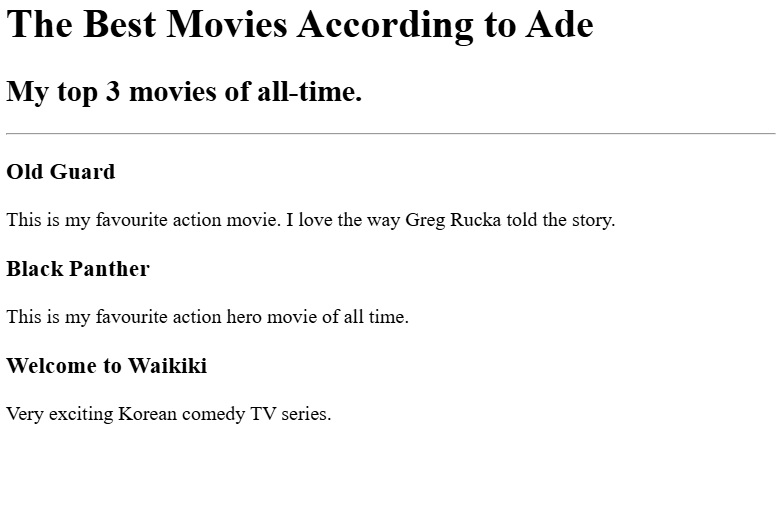 The Best Movies According to Ade
My top 3 movies of all-time.
Old Guard
This is my favourite action movie. I love the way Greg Rucka told the story.
Black Panther
This is my favourite action hero movie of all time.
Welcome to Waikiki
Very exciting Korean comedy TV series.